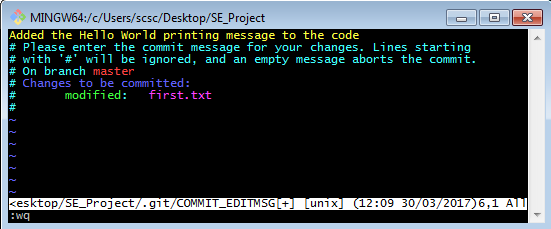 MINGW64:/c/Users/scsc/Desktop/SE_Project
Added the Hello World printing message to the code
# Please enter the commit message for your changes. Lines starting
# with '#' will be ignored, and an empty message aborts the commit.
# On branch master
# Changes to be committed:
#       modified:   first.txt
#
~
~
~
~
~
~
<esktop/SE_Project/.git/COMMIT_EDITMSG[+] [unix] (12:09 30/03/2017)6,1 All
:wq